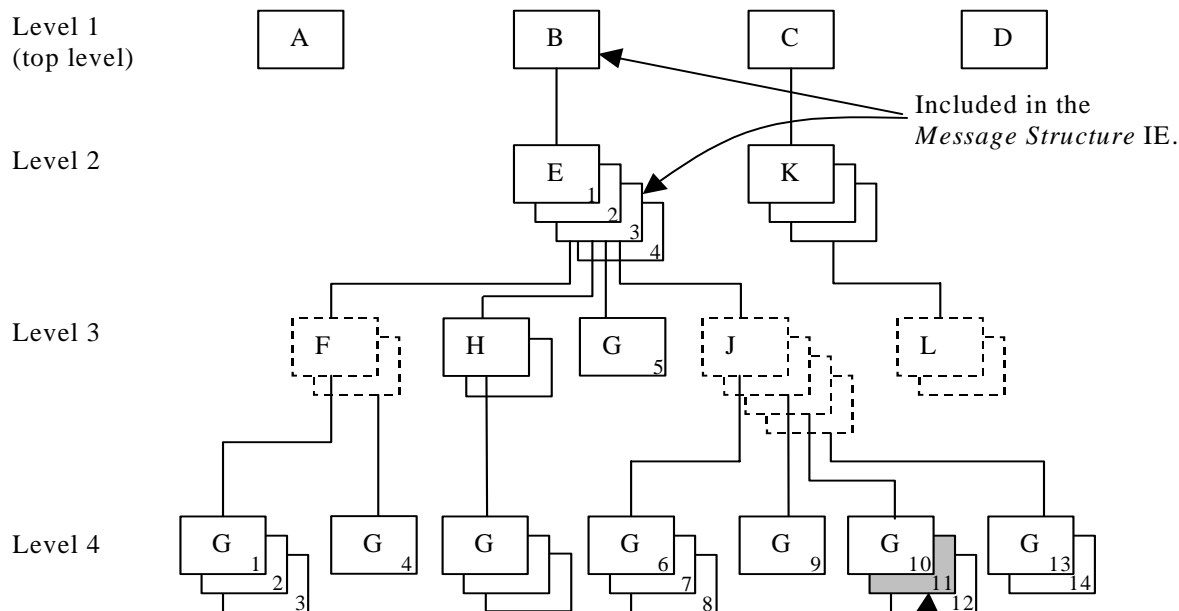 Level 1
(top level)
A
B
C
D
Included in the
Message Structure IE.
Level 2
E
1
2
3
4
K
Level 3
F
H
G
5
J
L
Level 4
G
1
2
3
G
4
G
G
6
7
8
G
9
G
10
11
12
G
13
14